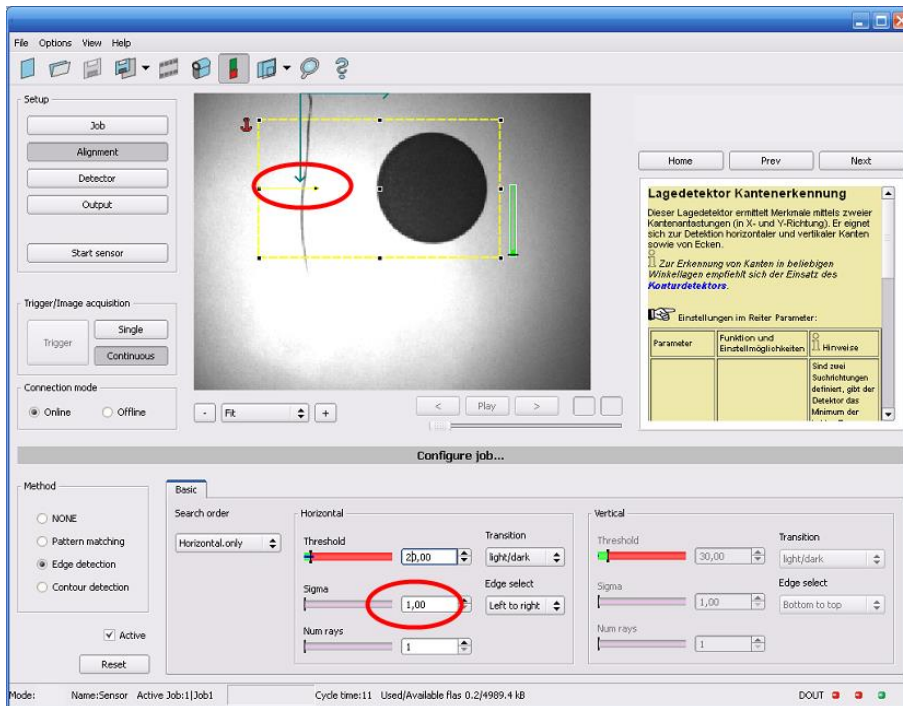 File Options View Help
Setup
Job
Alignment
Detector
Output
Start sensor
Trigger/Image acquisition
Trigger
Single
Continuous
Connection mode
Online
Offline
-
Fit
+
<
Play
>
Home
Prev
Next
Lagedetektor Kantenerkennung
Dieser Lagedetektor ermittelt Merkmale mittels zweier
Kantenantastungen (in X- und Y-Richtung). Er eignet
sich zur Detektion horizontaler und vertikaler Kanten
sowie von Ecken.
Zur Erkennung von Kanten in beliebigen
Winkellagen empfiehlt sich der Einsatz des
Konturdetektors.
Einstellungen im Reiter Parameter:
Parameter
Funktion und
Einstellmöglichkeiten
Hinweise
Sind zwei
Suchrichtungen
definiert, gibt der
Detektor das
Minimum der
Configure job...
Method
NONE
Pattern matching
Edge detection
Contour detection
Active
Reset
Basic
Search order
Horizontal.only
Horizontal
Threshold
20,00
Sigma
1,00
Num rays
1
Transition
light/dark
Edge select
Left to right
Vertical
Threshold
30,00
Sigma
1,00
Num rays
1
Transition
light/dark
Edge select
Bottom to top
Mode: Name:Sensor Active Job:1|Job1 Cycle time:11 Used/Available flas 0.2/4989.4 kB DOUT